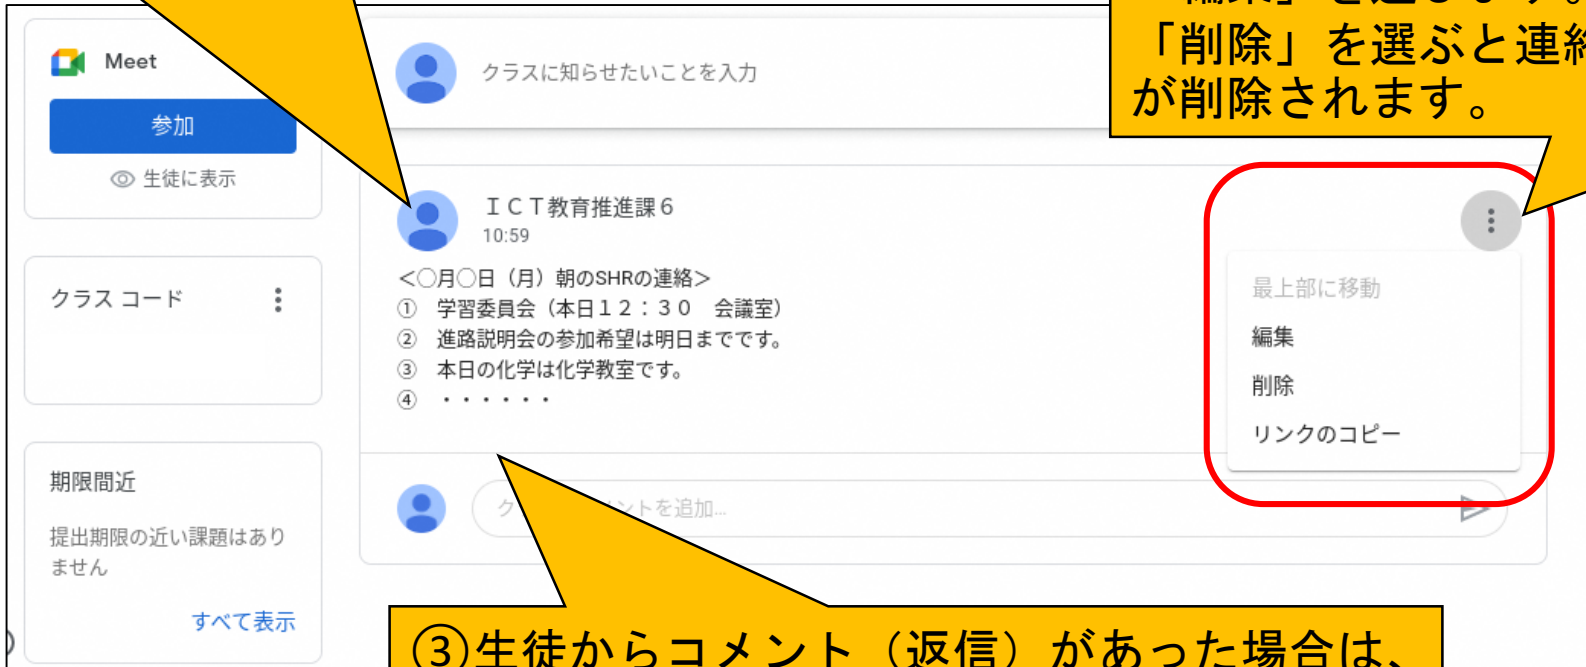 「削除」を選ぶと連絡
が削除されます。
Meet
参加
生徒に表示
クラスに知らせたいことを入力
ＩＣＴ教育推進課６
10:59
＜○月○日（月）朝のSHRの連絡＞
① 学習委員会（本日１２：３０　会議室）
② 進路説明会の参加希望は明日までです。
③ 本日の化学は化学教室です。
④ ・・・・・・
最上部に移動
編集
削除
リンクのコピー
クラス コード
期限間近
提出期限の近い課題はあり
ません
すべて表示
ントを追加...
③生徒からコメント（返信）があった場合は、